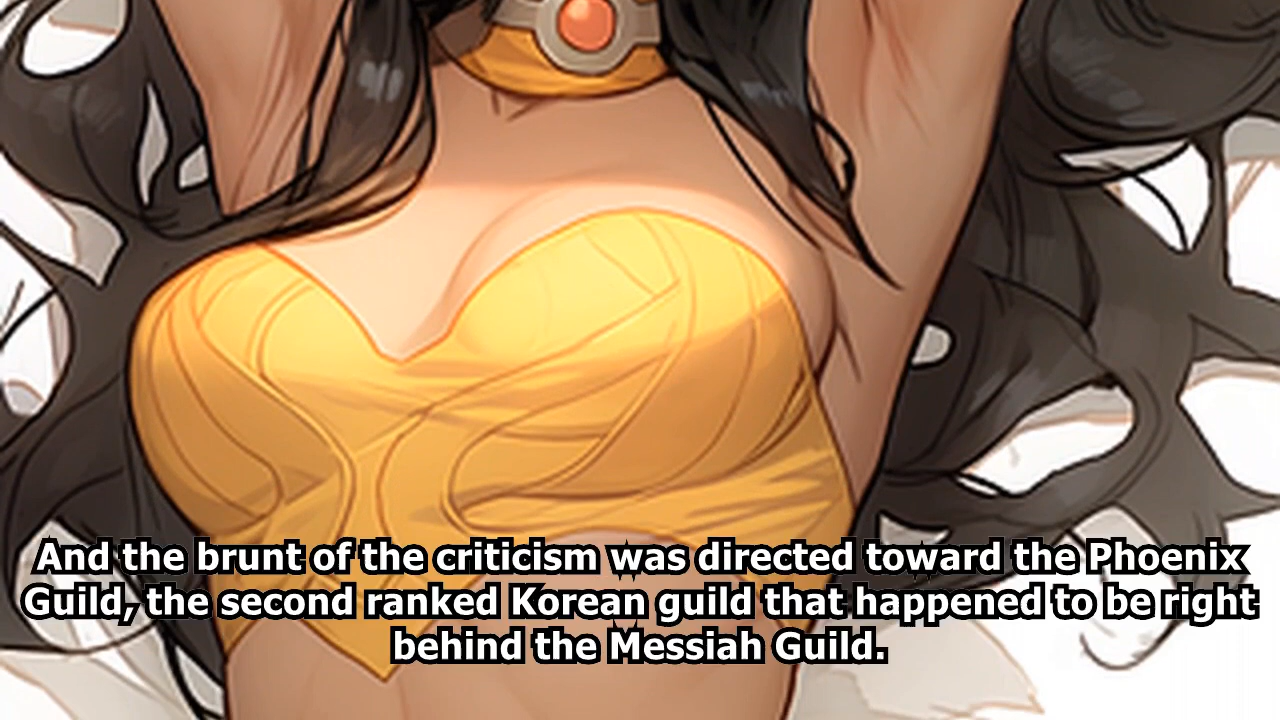 And the brunt of the criticism was directed toward the Phoenix
Guild, the second ranked Korean guild that happened to be right
behind the Messiah Guild.